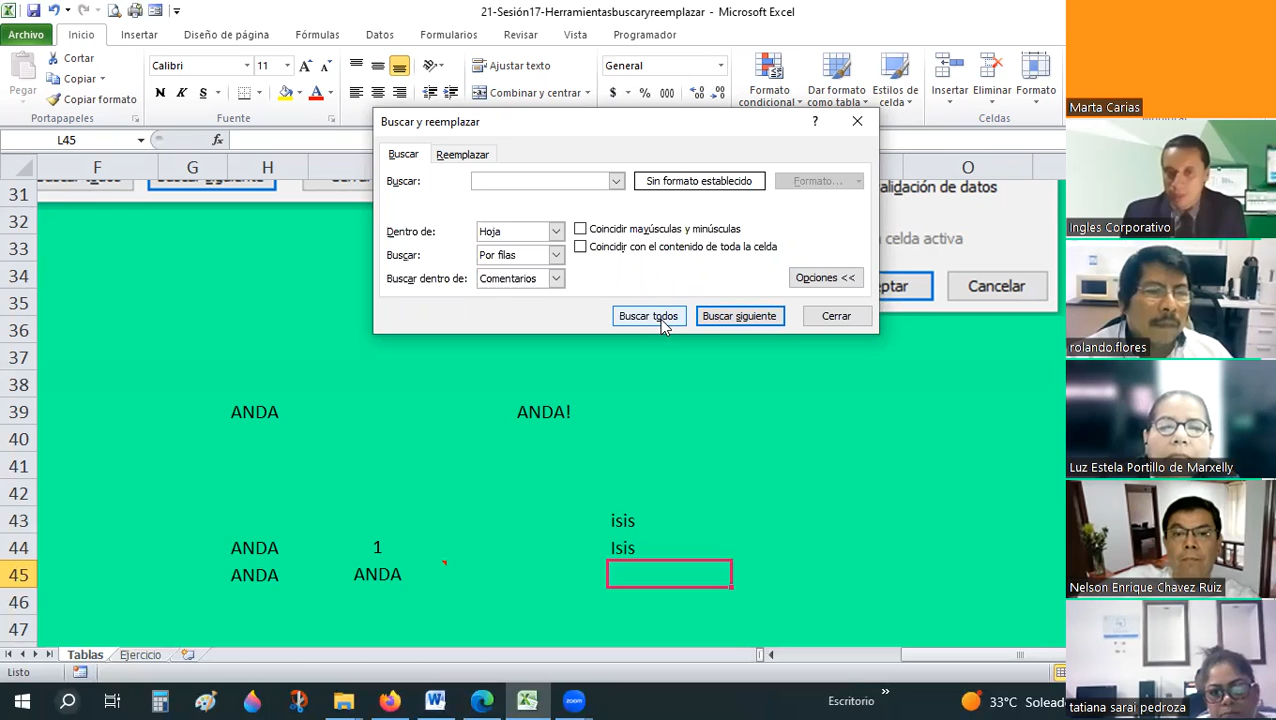 21-Sesión17-Herramientasbuscaryreemplazar - Microsoft Excel
Archivo Inicio Insertar Diseño de página Fórmulas Datos Formularios Revisar Vista Programador
Cortar
Pegar
Copiar
Copiar formato
Portapapeles
Calibri 11
N K S
Fuente
Ajustar texto
Combinar y centrar
General
$ % 000
Formato condicional
Dar formato como tabla
Estilos de celda
Insertar Eliminar Formato
Celdas
L45 fx
Buscar y reemplazar ?
Buscar Reemplazar
Buscar: Sin formato establecido Formato...
Dentro de: Hoja Coincidir mayúsculas y minúsculas
Buscar: Por filas Coincidir con el contenido de toda la celda
Buscar dentro de: Comentarios Opciones <<
Buscar todos Buscar siguiente Cerrar
F G H O
31
32 alidación de datos
33
34 a celda activa
35 eptar Cancelar
36
37
38
39 ANDA ANDA!
40
41
42
43 isis
44 ANDA 1 Isis
45 ANDA ANDA
46
47
Tablas Ejercicio
Listo
Escritorio » 33°C Solead
Marta Carias
Ingles Corporativo
rolando.flores
Luz Estela Portillo de Marxelly
Nelson Enrique Chavez Ruiz
tatiana sarai pedroza